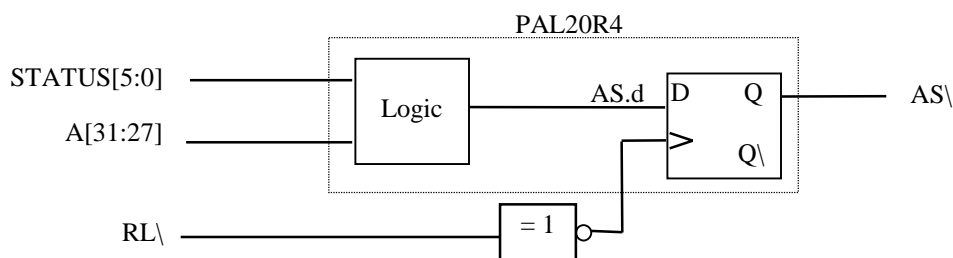 PAL20R4
STATUS[5:0]
AS.d
D
Q
AS\
Logic
A[31:27]
Q\
= 1
RL\